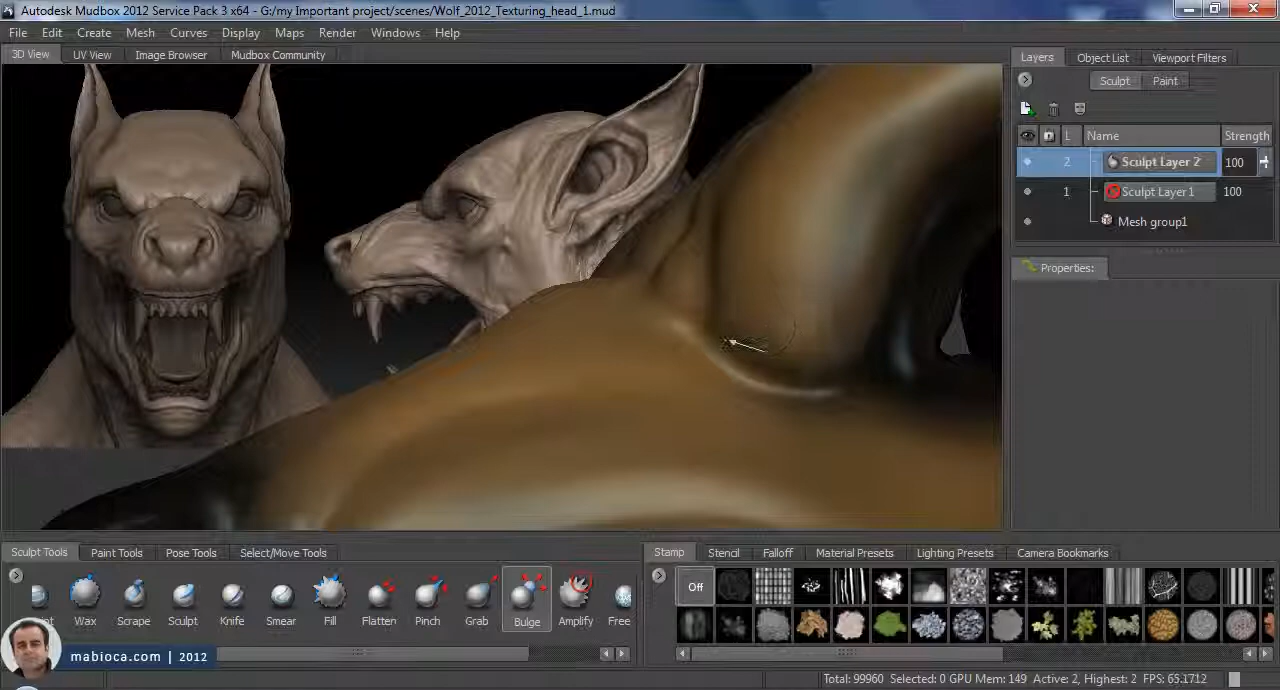 Autodesk Mudbox 2012 Service Pack 3 x64 - G:/my Important project/scenes/Wolf_2012_Texturing_head_1.mud
File Edit Create Mesh Curves Display Maps Render Windows Help
3D View UV View Image Browser Mudbox Community
Layers Object List Viewport Filters
Sculpt Paint
L Name Strength
2 Sculpt Layer 2 100
1 Sculpt Layer 1 100
Mesh group1
Properties:
Sculpt Tools Paint Tools Pose Tools Select/Move Tools
Stamp Stencil Falloff Material Presets Lighting Presets Camera Bookmarks
Off
Wax Scrape Sculpt Knife Smear Fill Flatten Pinch Grab Bulge Amplify Free
mabioca.com | 2012
Total: 99960 Selected: 0 GPU Mem: 149 Active: 2, Highest: 2 FPS: 65.1712